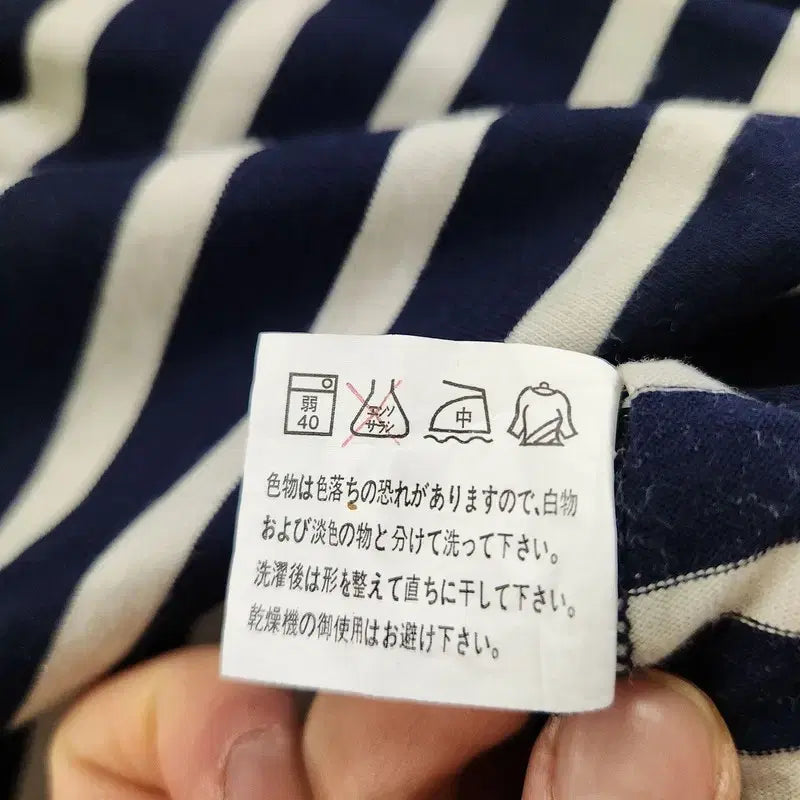 弱
40
エンソ
サラシ
中
色物は色落ちの恐れがありますので、白物
および淡色の物と分けて洗って下さい。
洗濯後は形を整えて直ちに干して下さい。
乾燥機の御使用はお避け下さい。